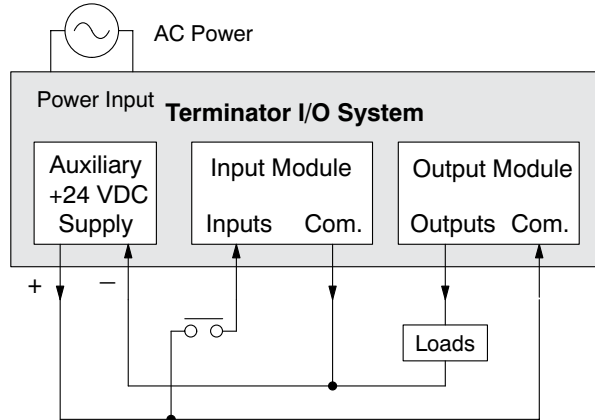 AC Power
Power Input
Terminator I/O System
Auxiliary
+24 VDC
Supply
Input Module
Inputs Com.
Output Module
Outputs Com.
+ –
Loads